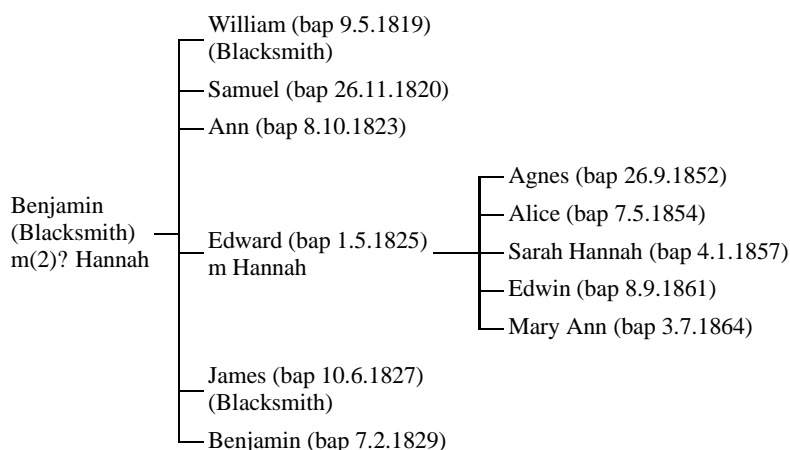 William (bap 9.5.1819)
(Blacksmith)
Samuel (bap 26.11.1820)
Ann (bap 8.10.1823)
Benjamin
(Blacksmith)
m(2)? Hannah
Edward (bap 1.5.1825)
m Hannah
Agnes (bap 26.9.1852)
Alice (bap 7.5.1854)
Sarah Hannah (bap 4.1.1857)
Edwin (bap 8.9.1861)
Mary Ann (bap 3.7.1864)
James (bap 10.6.1827)
(Blacksmith)
Benjamin (bap 7.2.1829)